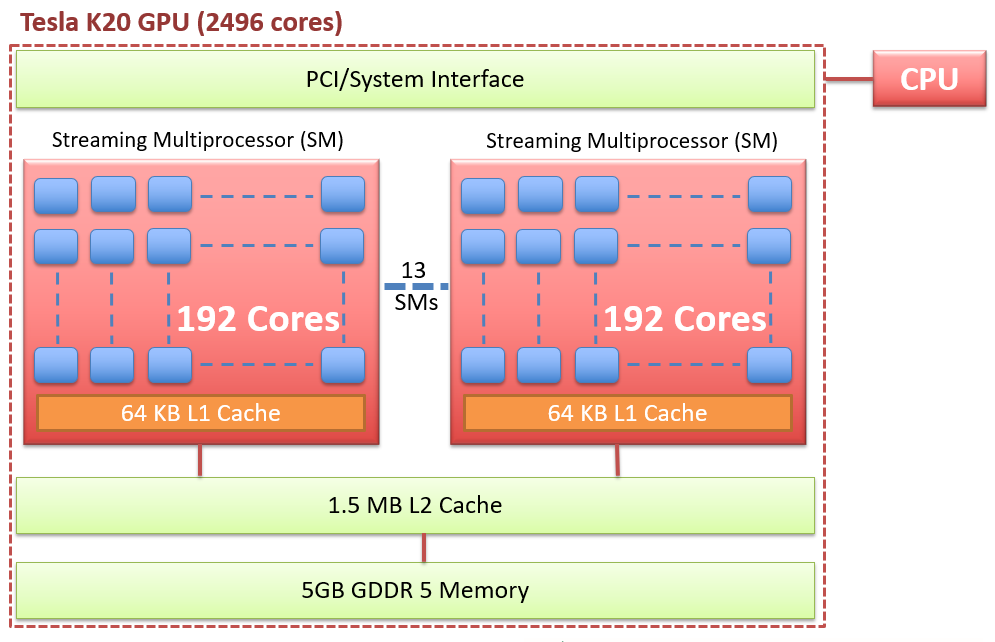 Tesla K20 GPU (2496 cores)
PCI/System Interface
CPU
Streaming Multiprocessor (SM)
Streaming Multiprocessor (SM)
192 Cores
13
SMs
192 Cores
64 KB L1 Cache
64 KB L1 Cache
1.5 MB L2 Cache
5GB GDDR 5 Memory